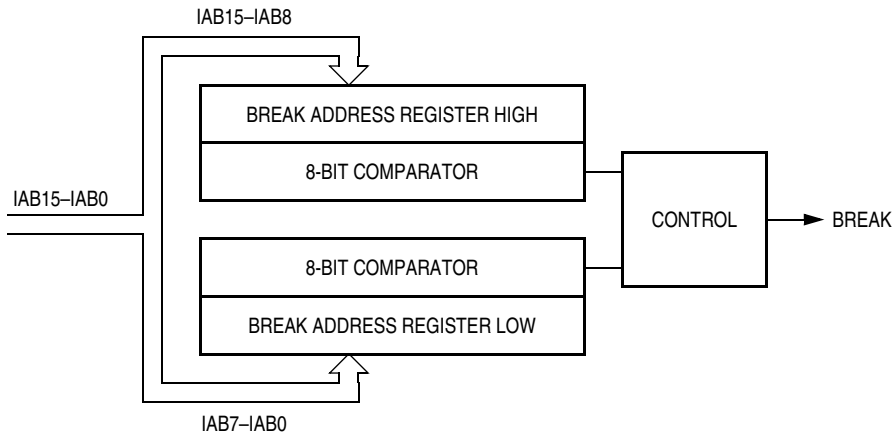 IAB15–IAB8
BREAK ADDRESS REGISTER HIGH
8-BIT COMPARATOR
IAB15–IAB0
CONTROL
BREAK
8-BIT COMPARATOR
BREAK ADDRESS REGISTER LOW
IAB7–IAB0